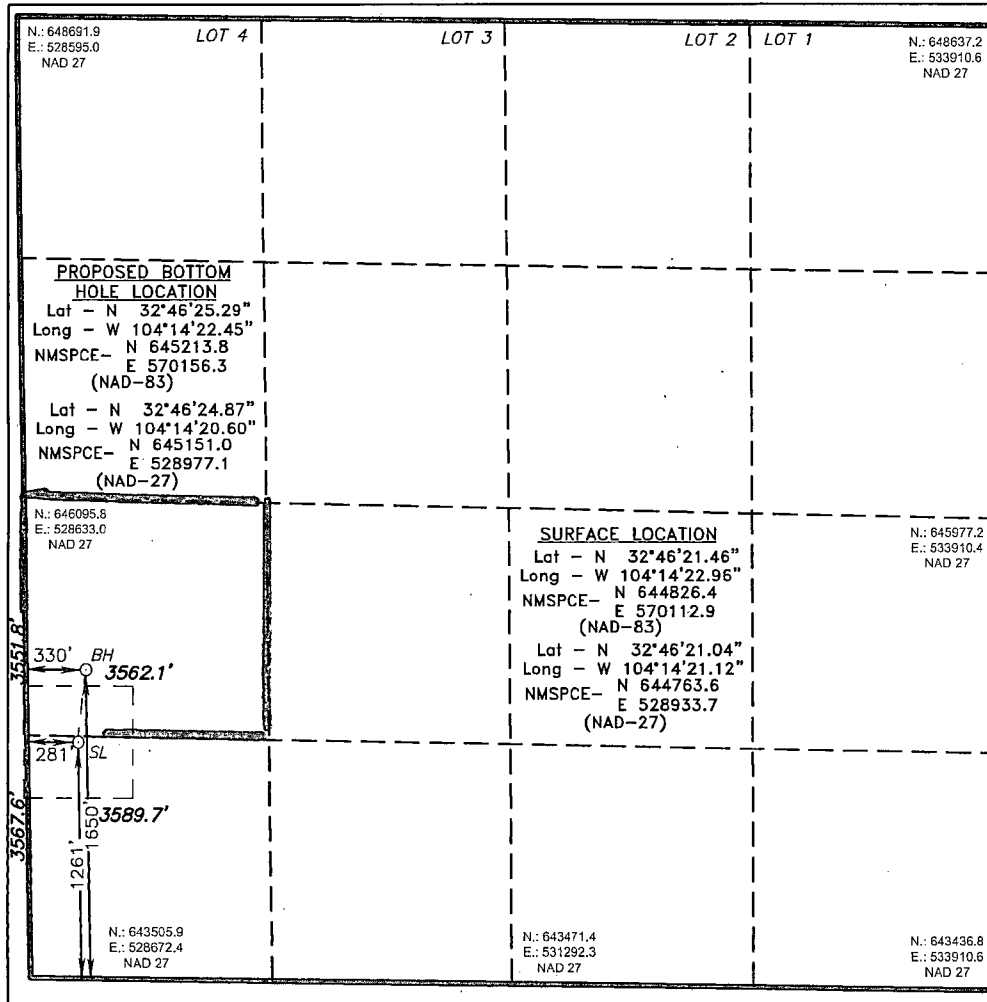 N.: 648691.9
E.: 528595.0
NAD 27
LOT 4
LOT 3
LOT 2
LOT 1
N.: 648637.2
E.: 533910.6
NAD 27
PROPOSED BOTTOM
HOLE LOCATION
Lat - N 32°46'25.29"
Long - W 104°14'22.45"
NMSPCE- N 645213.8
E 570156.3
(NAD-83)
Lat - N 32°46'24.87"
Long - W 104°14'20.60"
NMSPCE- N 645151.0
E 528977.1
(NAD-27)
N.: 646095.8
E.: 528633.0
NAD 27
SURFACE LOCATION
Lat - N 32°46'21.46"
Long - W 104°14'22.96"
NMSPCE- N 644826.4
E 570112.9
(NAD-83)
Lat - N 32°46'21.04"
Long - W 104°14'21.12"
NMSPCE- N 644763.6
E 528933.7
(NAD-27)
N.: 645977.2
E.: 533910.4
NAD 27
3551.8'
330'
BH
3562.1'
281'
SL
3567.6'
3589.7'
1650'
1261'
N.: 643505.9
E.: 528672.4
NAD 27
N.: 643471.4
E.: 531292.3
NAD 27
N.: 643436.8
E.: 533910.6
NAD 27